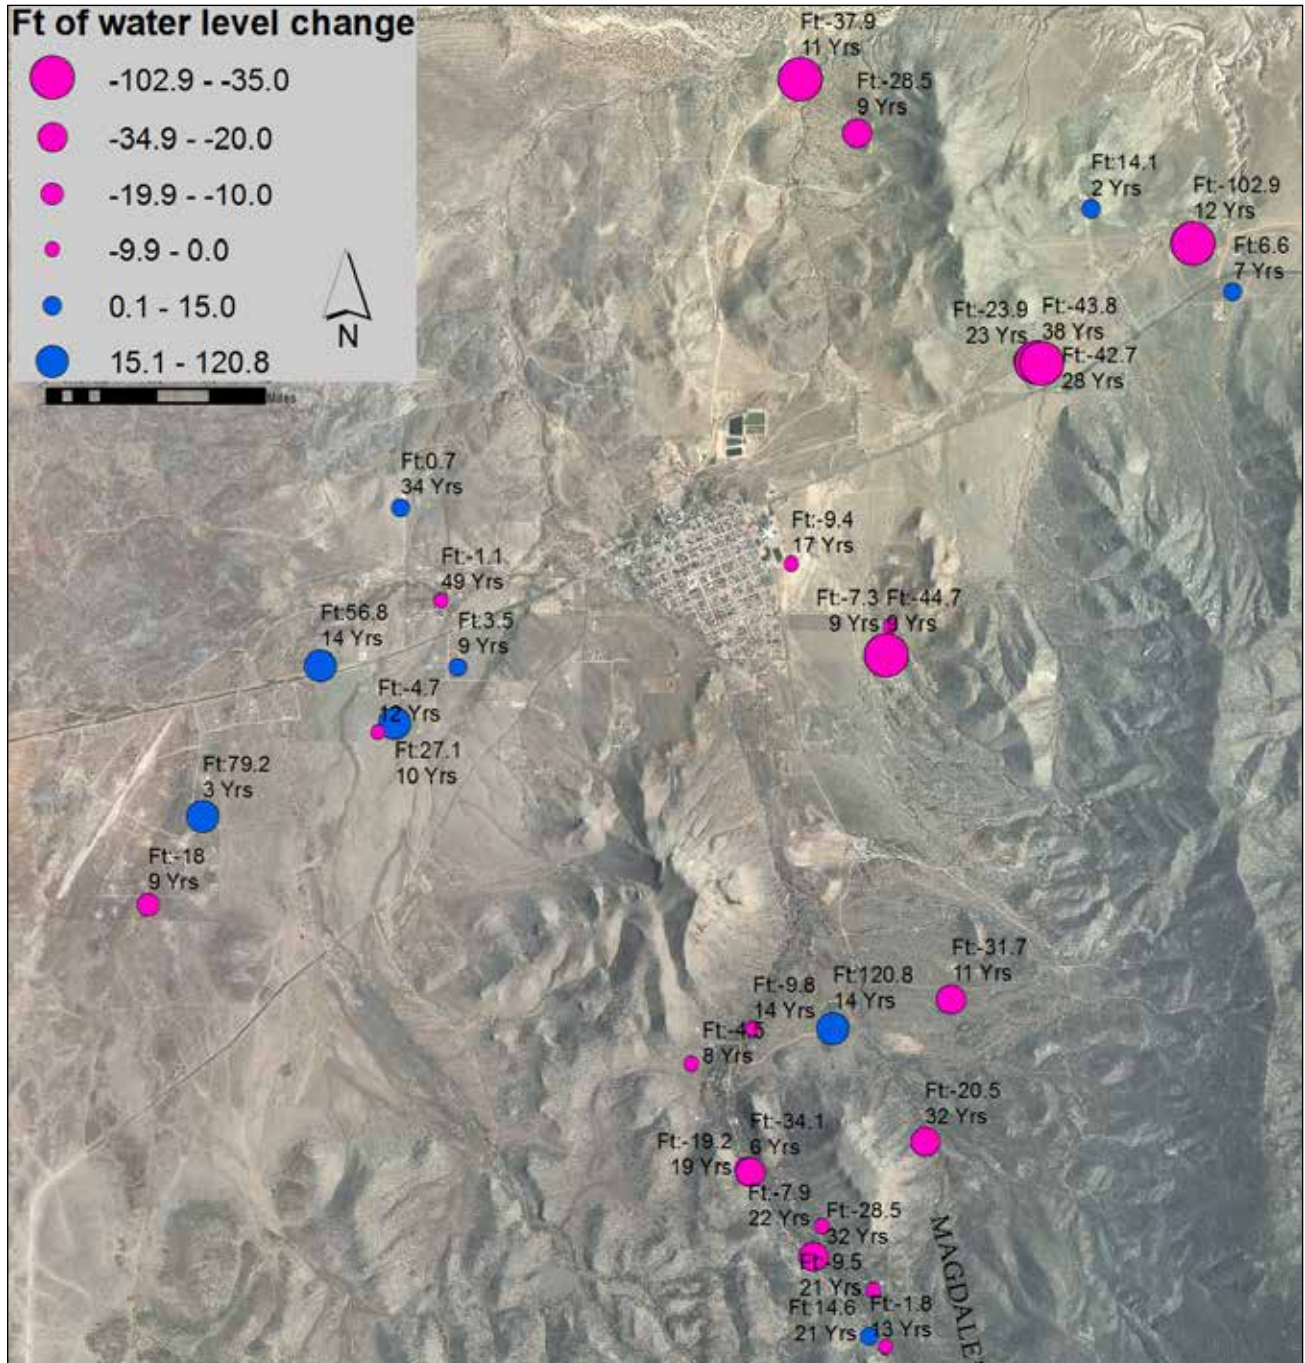 Ft of water level change
-102.9 - -35.0
-34.9 - -20.0
-19.9 - -10.0
-9.9 - 0.0
0.1 - 15.0
15.1 - 120.8
N
Miles
Ft:-37.9
11 Yrs
Ft:-28.5
9 Yrs
Ft:14.1
2 Yrs
Ft:-102.9
12 Yrs
Ft:6.6
7 Yrs
Ft:-23.9
23 Yrs
Ft:-43.8
38 Yrs
Ft:-42.7
28 Yrs
Ft:0.7
34 Yrs
Ft:-9.4
17 Yrs
Ft:-1.1
49 Yrs
Ft:-7.3
9 Yrs
Ft:-44.7
9 Yrs
Ft:56.8
14 Yrs
Ft:3.5
9 Yrs
Ft:-4.7
12 Yrs
Ft:27.1
10 Yrs
Ft:79.2
3 Yrs
Ft:-18
9 Yrs
Ft:-31.7
11 Yrs
Ft:-9.8
14 Yrs
Ft:120.8
14 Yrs
Ft:-4.5
8 Yrs
Ft:-20.5
32 Yrs
Ft:-34.1
6 Yrs
Ft:-19.2
19 Yrs
Ft:-7.9
22 Yrs
Ft:-28.5
32 Yrs
Ft:-9.5
21 Yrs
Ft:14.6
21 Yrs
Ft:-1.8
13 Yrs